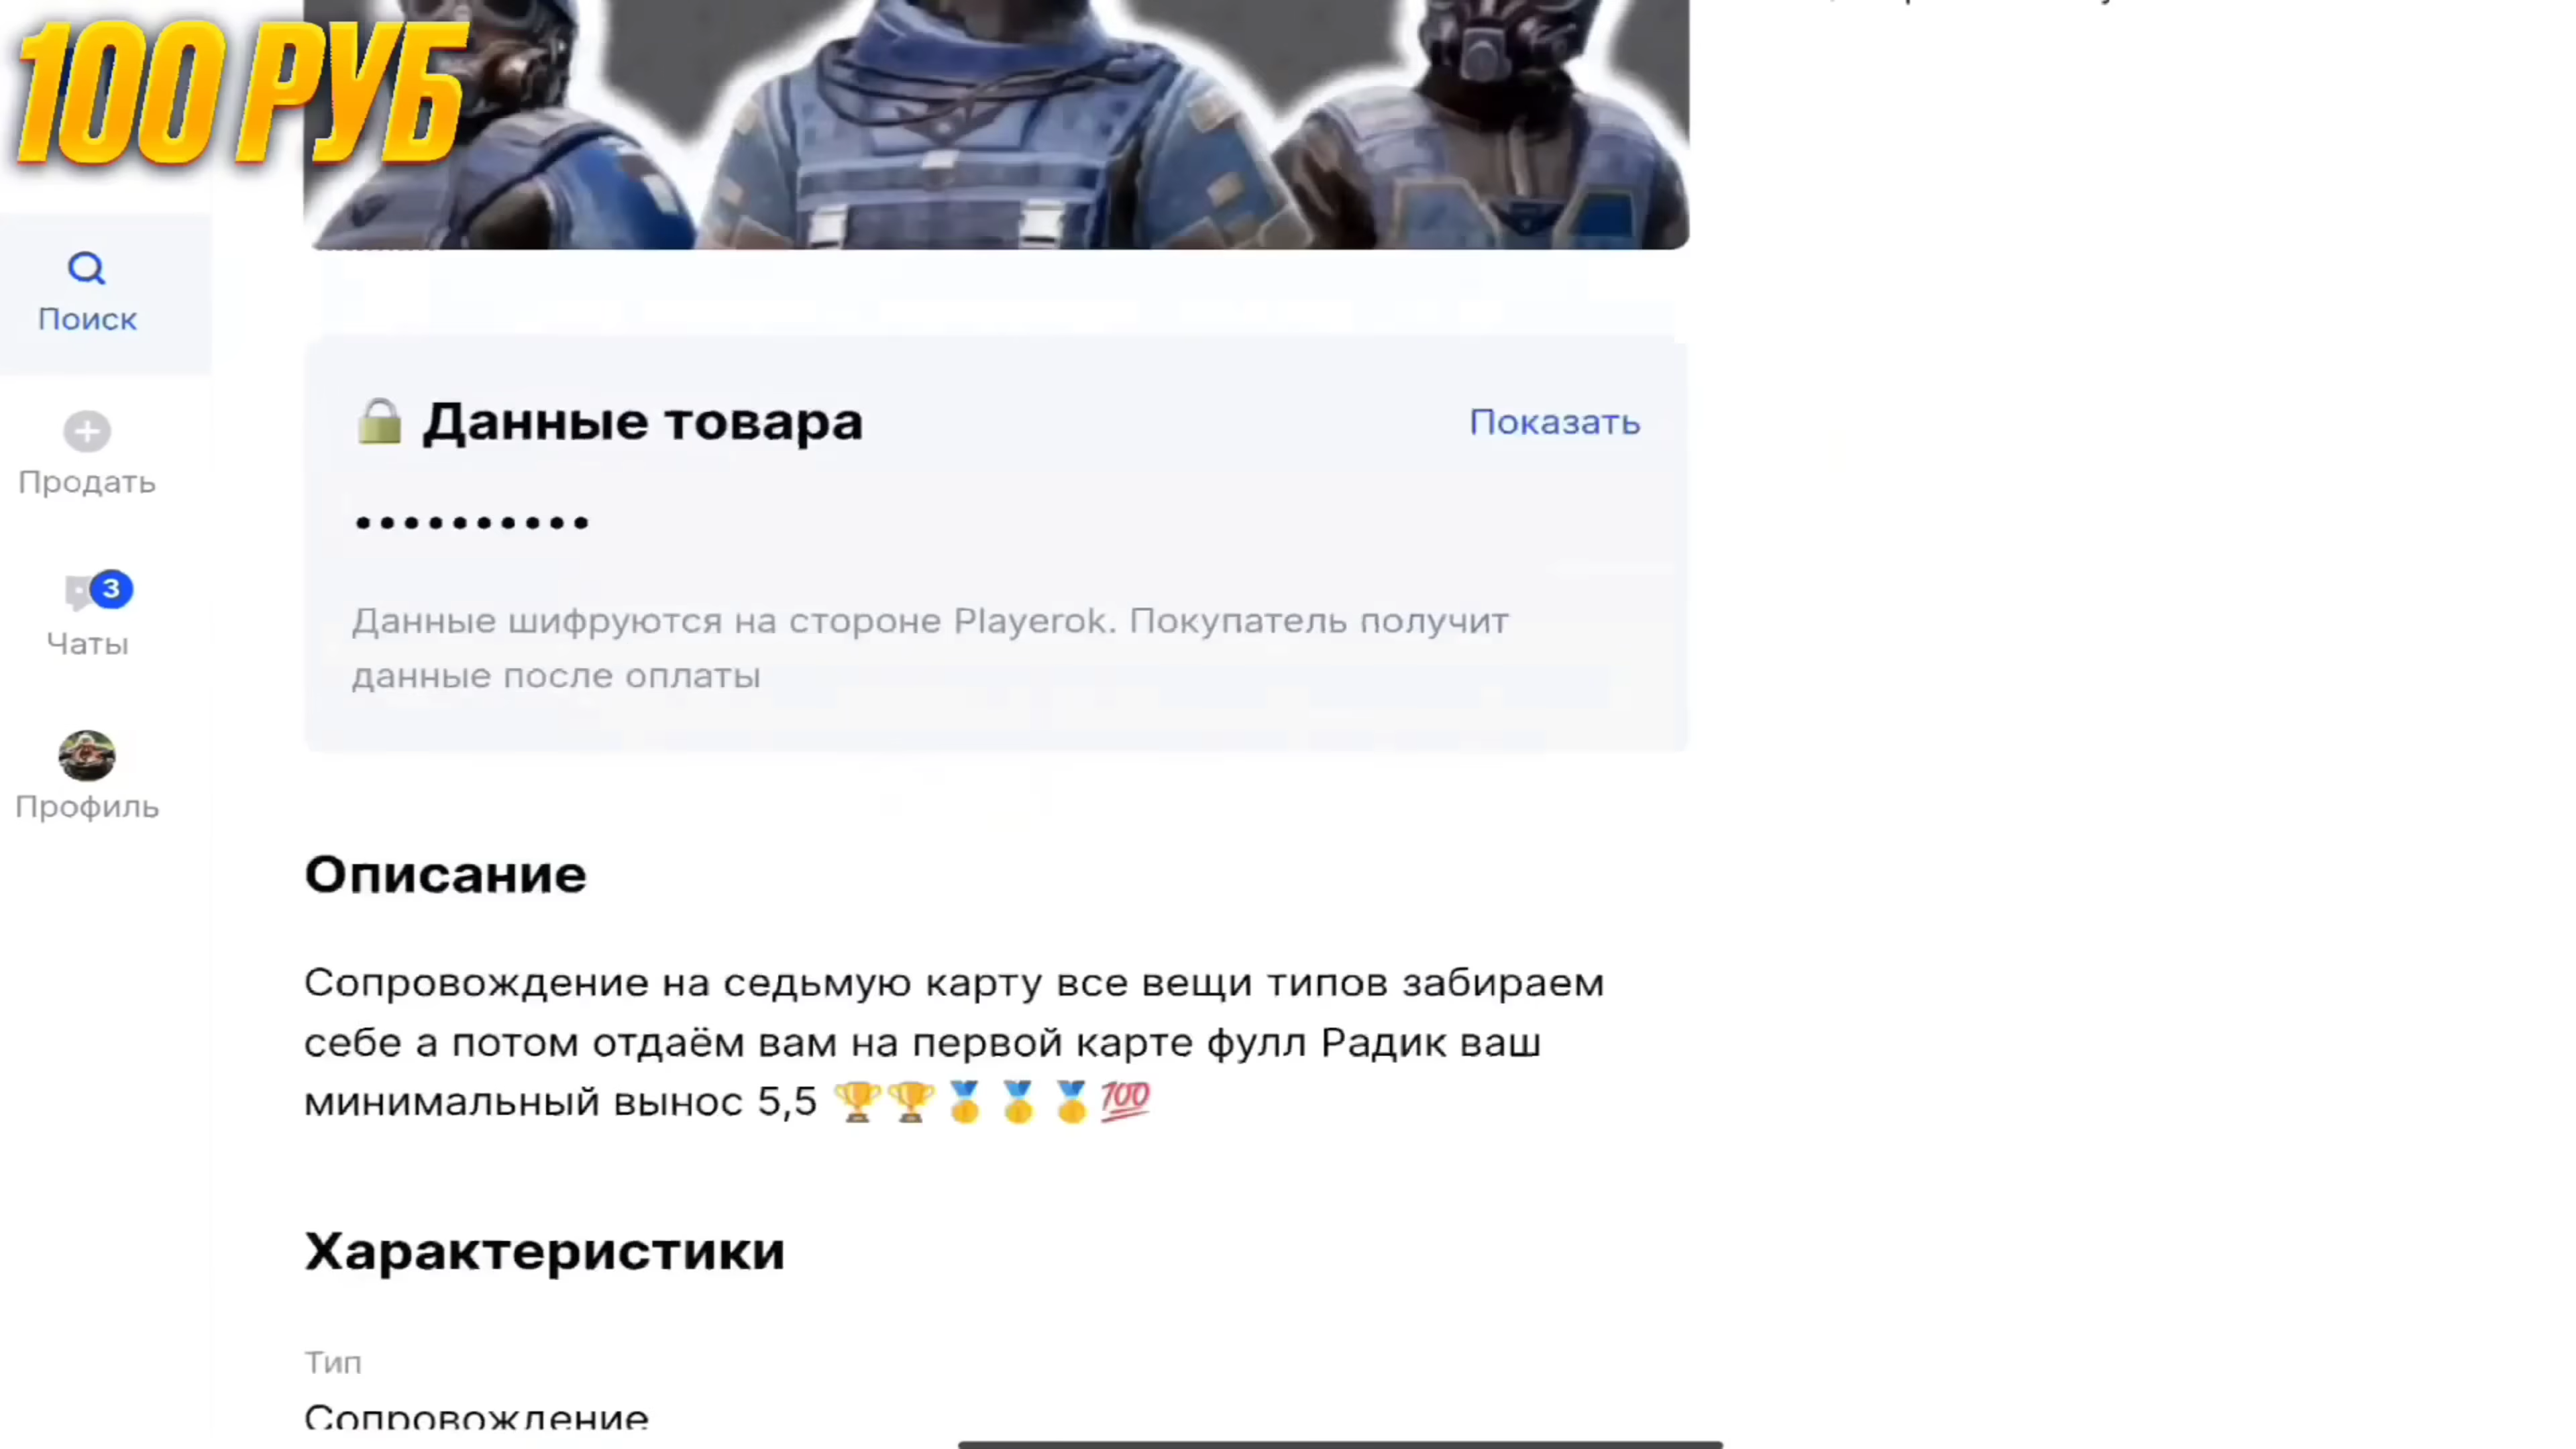 100 РУБ
Поиск
Продать
3
Чаты
Профиль
Данные товара
Показать
••••••••••
Данные шифруются на стороне Playerok. Покупатель получит
данные после оплаты
Описание
Сопровождение на седьмую карту все вещи типов забираем
себе а потом отдаём вам на первой карте фулл Радик ваш
минимальный вынос 5,5 🏆🏆🥇🥇🥇💯
Характеристики
Тип
Сопровождение